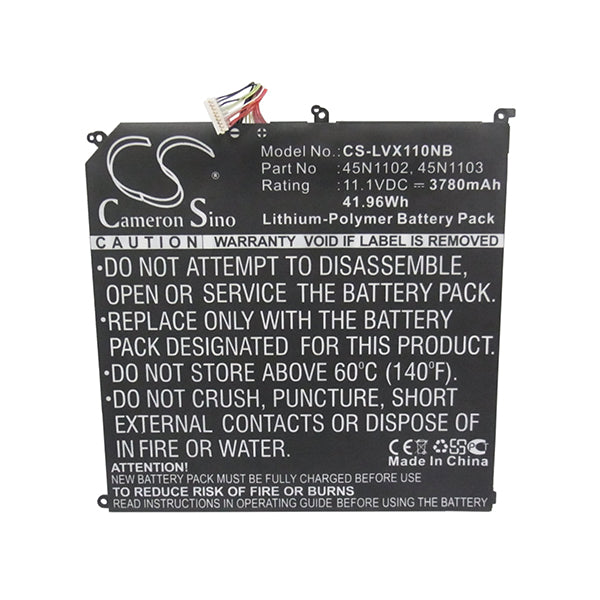 CS
®
Cameron Sino
Model No.: CS-LVX110NB
Part No : 45N1102, 45N1103
Rating : 11.1VDC ⎓ 3780mAh
41.96Wh
Lithium-Polymer Battery Pack
CAUTION WARRANTY VOID IF LABEL IS REMOVED
•DO NOT ATTEMPT TO DISASSEMBLE,
OPEN OR SERVICE THE BATTERY PACK.
•REPLACE ONLY WITH THE BATTERY
PACK DESIGNATED FOR THIS PRODUCT.
•DO NOT STORE ABOVE 60°C (140°F).
•DO NOT CRUSH, PUNCTURE, SHORT
EXTERNAL CONTACTS OR DISPOSE OF
IN FIRE OR WATER.
CE
Made In China
ATTENTION!
NEW BATTERY PACK MUST BE FULLY CHARGED BEFORE USE.
TO REDUCE RISK OF FIRE OR BURNS
READ INSTRUCTIONS BEFORE CHARGING OR USING THE BATTERY